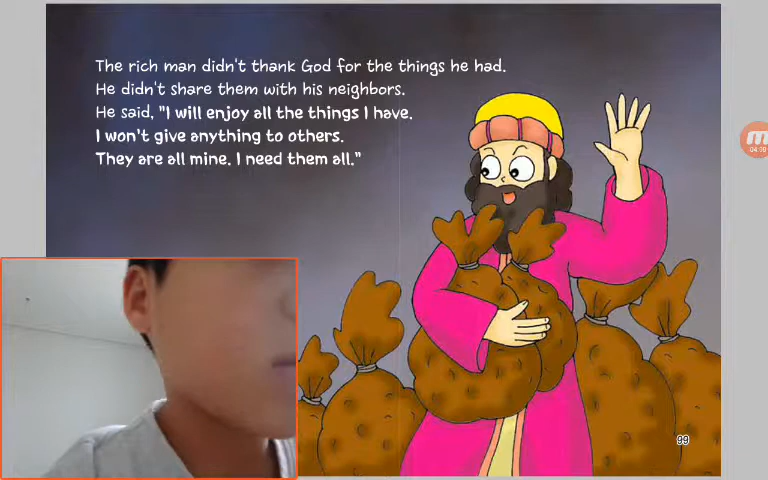 The rich man didn't thank God for the things he had.
He didn't share them with his neighbors.
He said, "I will enjoy all the things I have.
I won't give anything to others.
They are all mine. I need them all."
99
04:20